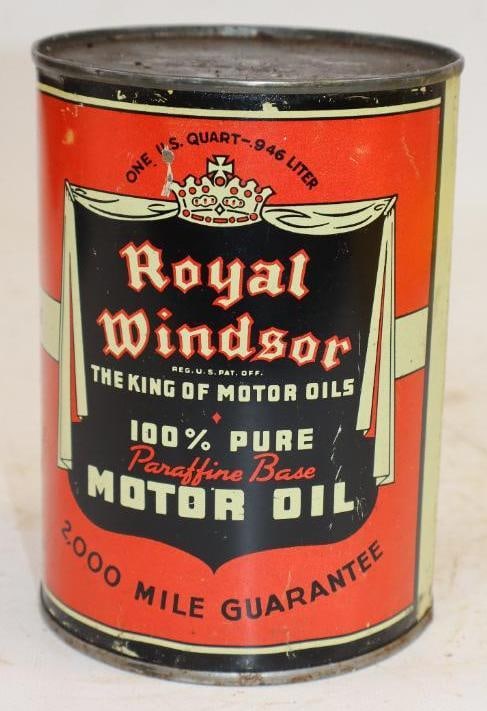 ONE U.S. QUART-.946 LITER
Royal
Windsor
REG. U.S. PAT. OFF.
THE KING OF MOTOR OILS
100% PURE
Paraffine Base
MOTOR OIL
2,000 MILE GUARANTEE